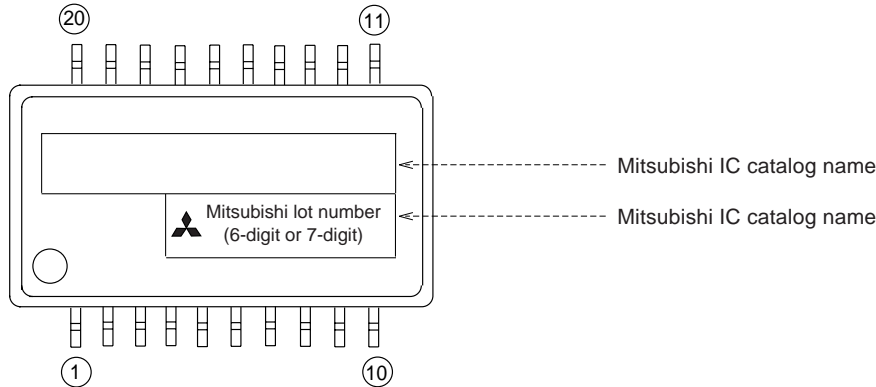 20 11
Mitsubishi IC catalog name
Mitsubishi lot number
(6-digit or 7-digit)
Mitsubishi IC catalog name
1 10